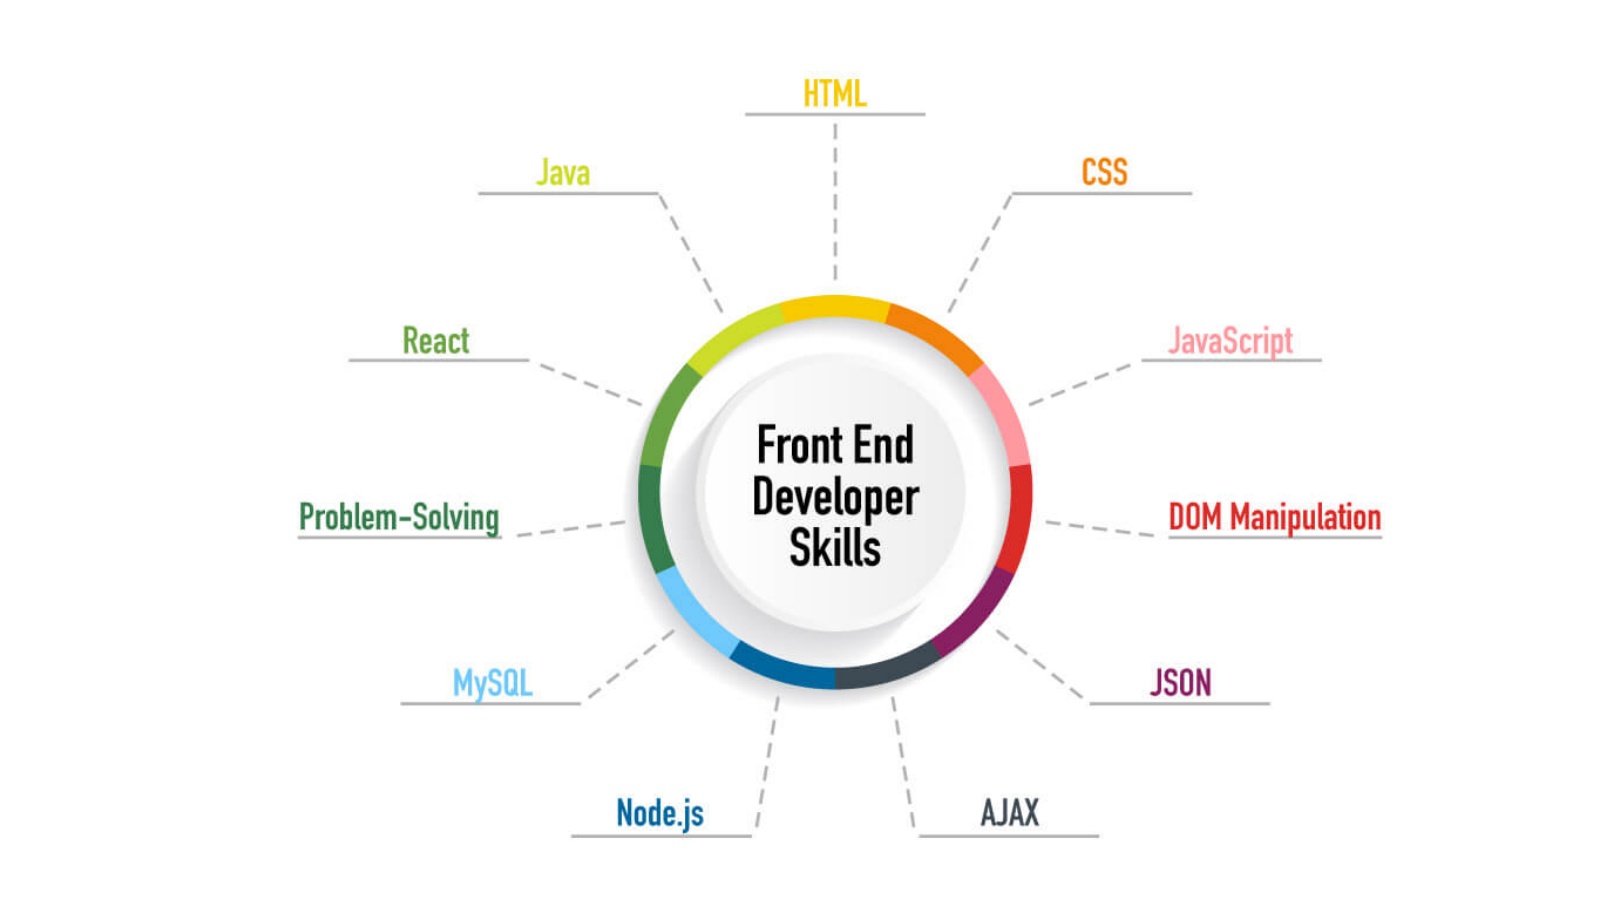 HTML
Java
CSS
React
JavaScript
Front End
Developer
Skills
Problem-Solving
DOM Manipulation
MySQL
JSON
Node.js
AJAX